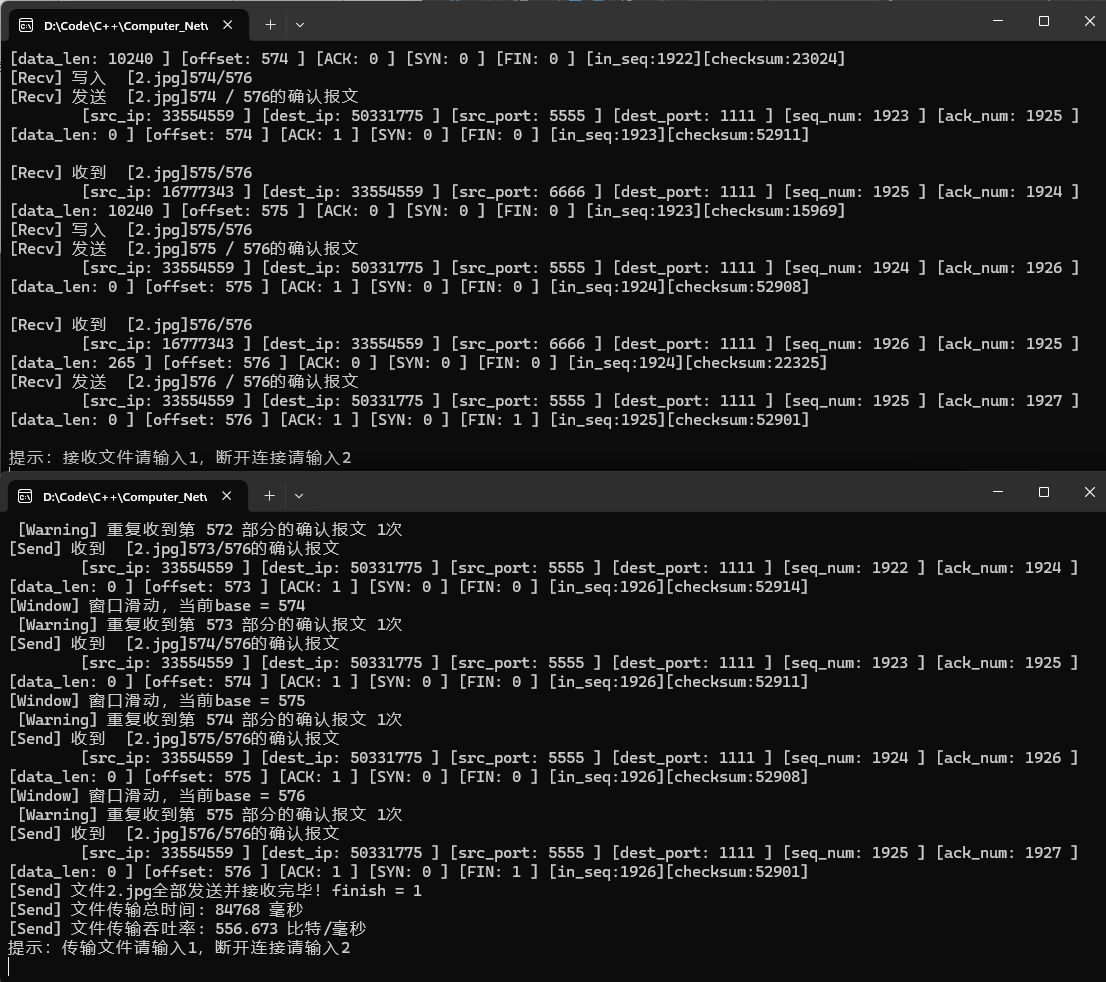 D:\Code\C++\Computer_Netw
[data_len: 10240 ] [offset: 574 ] [ACK: 0 ] [SYN: 0 ] [FIN: 0 ] [in_seq:1922][checksum:23024]
[Recv] 写入  [2.jpg]574/576
[Recv] 发送  [2.jpg]574 / 576的确认报文
[src_ip: 33554559 ] [dest_ip: 50331775 ] [src_port: 5555 ] [dest_port: 1111 ] [seq_num: 1923 ] [ack_num: 1925 ]
[data_len: 0 ] [offset: 574 ] [ACK: 1 ] [SYN: 0 ] [FIN: 0 ] [in_seq:1923][checksum:52911]
[Recv] 收到  [2.jpg]575/576
[src_ip: 16777343 ] [dest_ip: 33554559 ] [src_port: 6666 ] [dest_port: 1111 ] [seq_num: 1925 ] [ack_num: 1924 ]
[data_len: 10240 ] [offset: 575 ] [ACK: 0 ] [SYN: 0 ] [FIN: 0 ] [in_seq:1923][checksum:15969]
[Recv] 写入  [2.jpg]575/576
[Recv] 发送  [2.jpg]575 / 576的确认报文
[src_ip: 33554559 ] [dest_ip: 50331775 ] [src_port: 5555 ] [dest_port: 1111 ] [seq_num: 1924 ] [ack_num: 1926 ]
[data_len: 0 ] [offset: 575 ] [ACK: 1 ] [SYN: 0 ] [FIN: 0 ] [in_seq:1924][checksum:52908]
[Recv] 收到  [2.jpg]576/576
[src_ip: 16777343 ] [dest_ip: 33554559 ] [src_port: 6666 ] [dest_port: 1111 ] [seq_num: 1926 ] [ack_num: 1925 ]
[data_len: 265 ] [offset: 576 ] [ACK: 0 ] [SYN: 0 ] [FIN: 0 ] [in_seq:1924][checksum:22325]
[Recv] 发送  [2.jpg]576 / 576的确认报文
[src_ip: 33554559 ] [dest_ip: 50331775 ] [src_port: 5555 ] [dest_port: 1111 ] [seq_num: 1925 ] [ack_num: 1927 ]
[data_len: 0 ] [offset: 576 ] [ACK: 1 ] [SYN: 0 ] [FIN: 1 ] [in_seq:1925][checksum:52901]
提示: 接收文件请输入1, 断开连接请输入2
D:\Code\C++\Computer_Netw
[Warning] 重复收到第 572 部分的确认报文 1次
[Send] 收到  [2.jpg]573/576的确认报文
[src_ip: 33554559 ] [dest_ip: 50331775 ] [src_port: 5555 ] [dest_port: 1111 ] [seq_num: 1922 ] [ack_num: 1924 ]
[data_len: 0 ] [offset: 573 ] [ACK: 1 ] [SYN: 0 ] [FIN: 0 ] [in_seq:1926][checksum:52914]
[Window] 窗口滑动, 当前base = 574
[Warning] 重复收到第 573 部分的确认报文 1次
[Send] 收到  [2.jpg]574/576的确认报文
[src_ip: 33554559 ] [dest_ip: 50331775 ] [src_port: 5555 ] [dest_port: 1111 ] [seq_num: 1923 ] [ack_num: 1925 ]
[data_len: 0 ] [offset: 574 ] [ACK: 1 ] [SYN: 0 ] [FIN: 0 ] [in_seq:1926][checksum:52911]
[Window] 窗口滑动, 当前base = 575
[Warning] 重复收到第 574 部分的确认报文 1次
[Send] 收到  [2.jpg]575/576的确认报文
[src_ip: 33554559 ] [dest_ip: 50331775 ] [src_port: 5555 ] [dest_port: 1111 ] [seq_num: 1924 ] [ack_num: 1926 ]
[data_len: 0 ] [offset: 575 ] [ACK: 1 ] [SYN: 0 ] [FIN: 0 ] [in_seq:1926][checksum:52908]
[Window] 窗口滑动, 当前base = 576
[Warning] 重复收到第 575 部分的确认报文 1次
[Send] 收到  [2.jpg]576/576的确认报文
[src_ip: 33554559 ] [dest_ip: 50331775 ] [src_port: 5555 ] [dest_port: 1111 ] [seq_num: 1925 ] [ack_num: 1927 ]
[data_len: 0 ] [offset: 576 ] [ACK: 1 ] [SYN: 0 ] [FIN: 1 ] [in_seq:1926][checksum:52901]
[Send] 文件2.jpg全部发送并接收完毕! finish = 1
[Send] 文件传输总时间: 84768 毫秒
[Send] 文件传输吞吐率: 556.673 比特/毫秒
提示: 传输文件请输入1, 断开连接请输入2